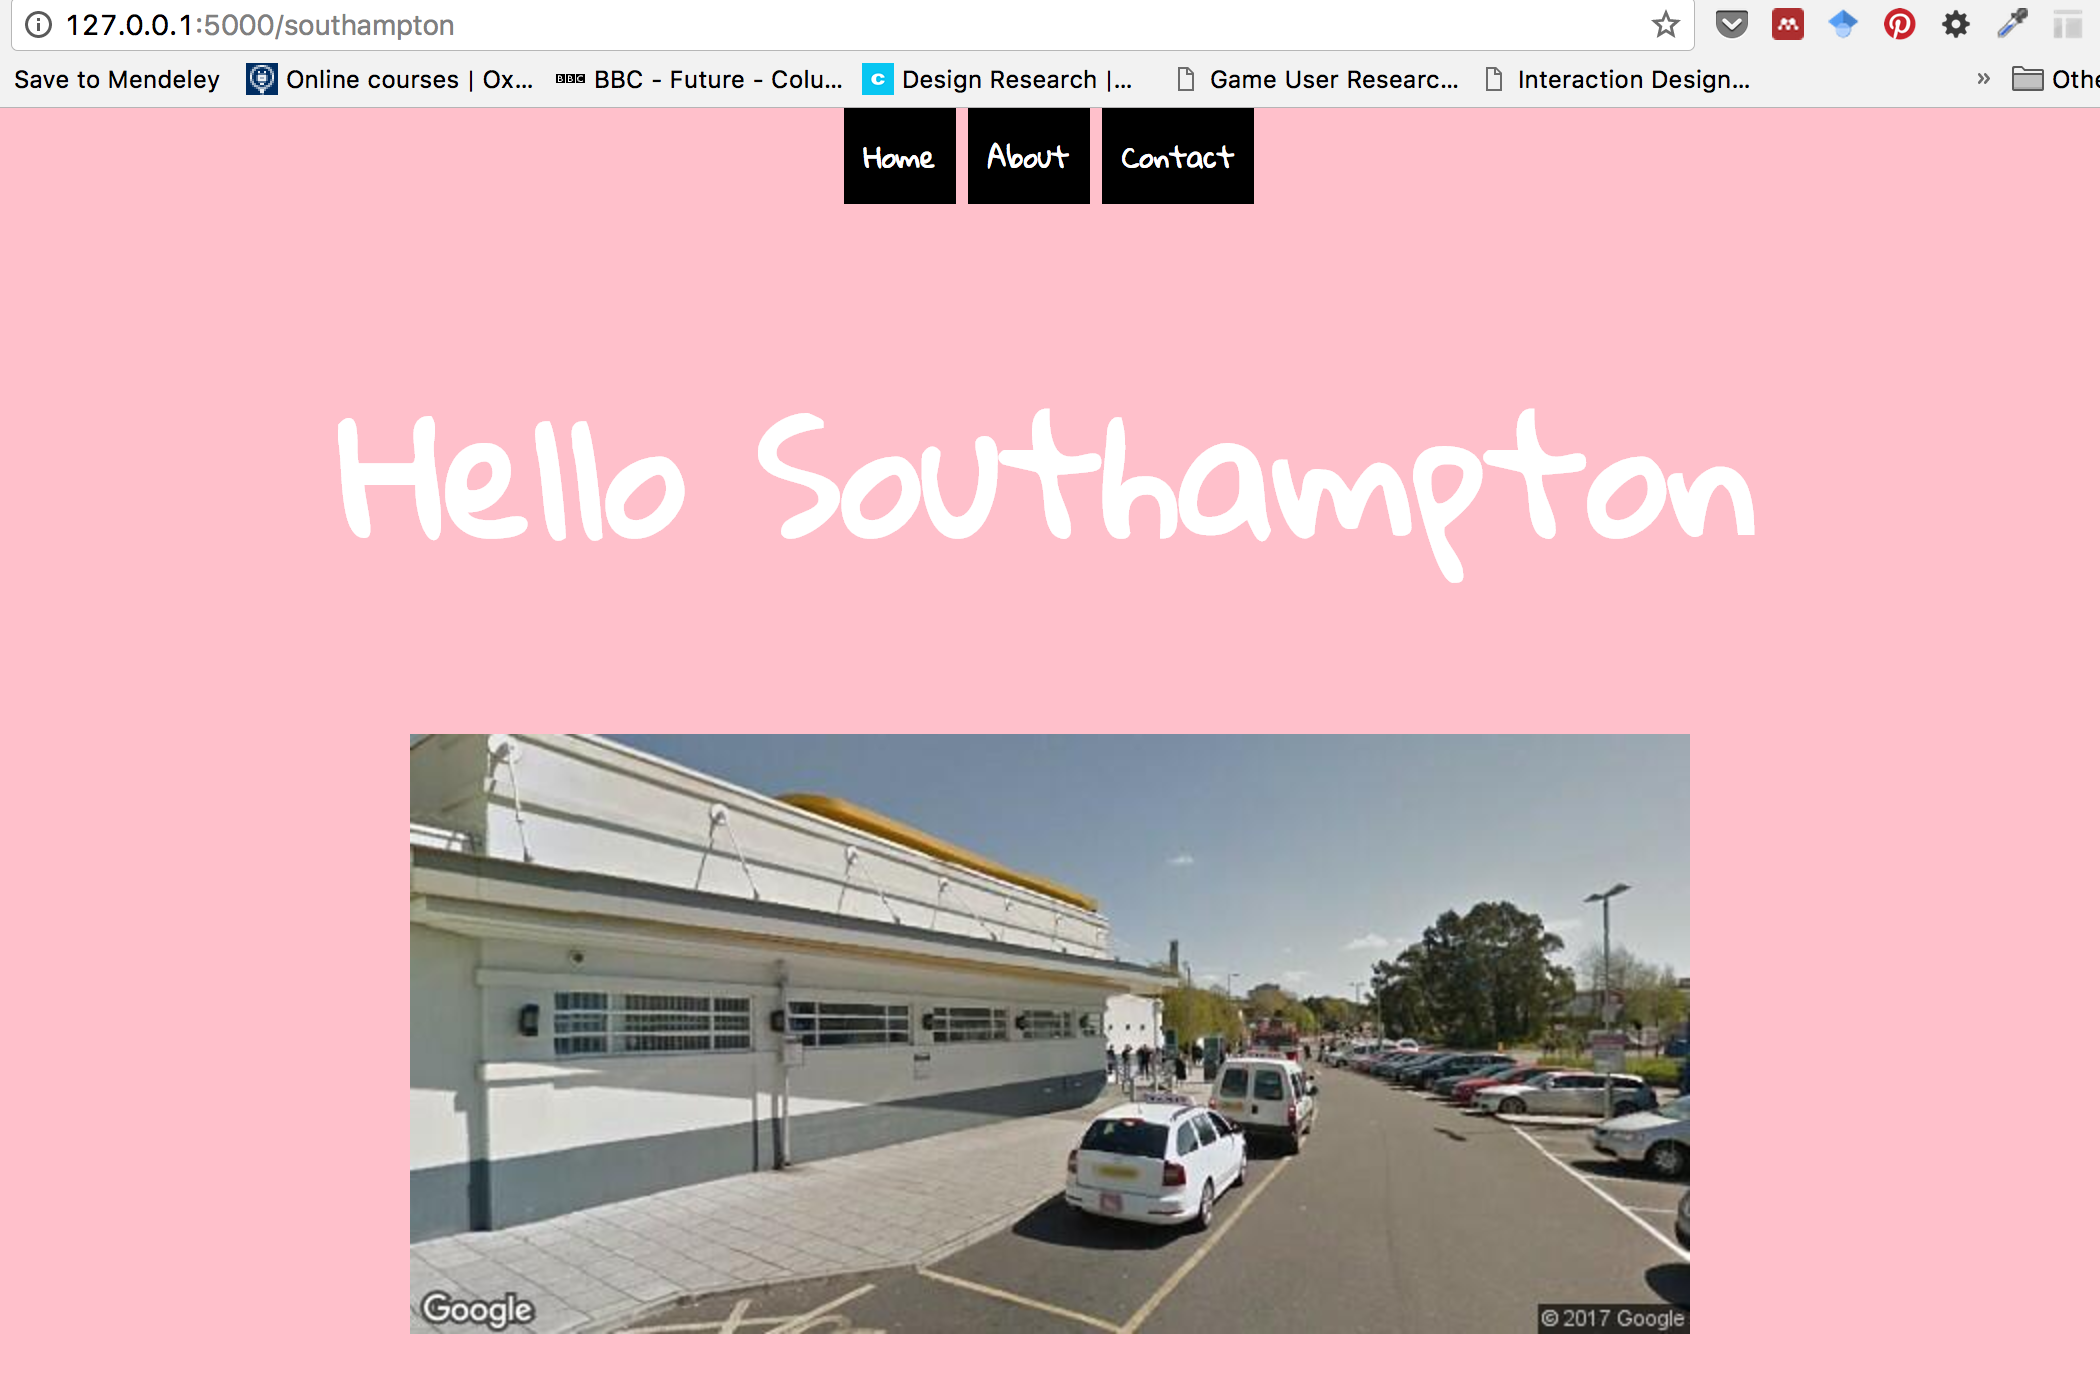 127.0.0.1:5000/southampton
Save to Mendeley Online courses | Ox... BBC BBC - Future - Colu... C Design Research |... Game User Researc... Interaction Design... » Othe
Home About Contact
Hello Southampton
Google
© 2017 Google